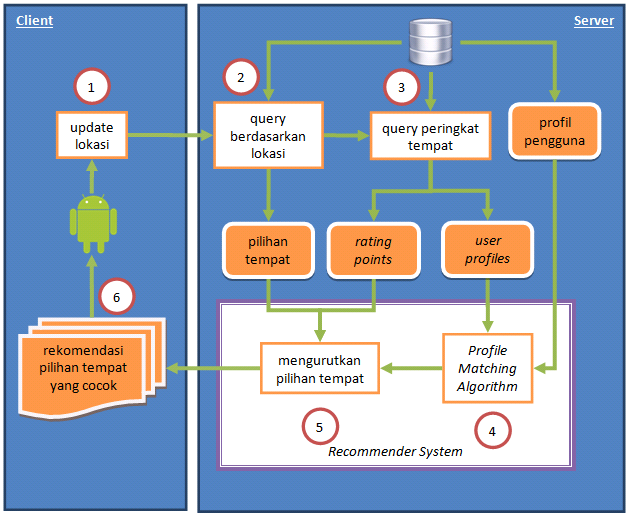 Client
Server
1
update
lokasi
2
query
berdasarkan
lokasi
3
query peringkat
tempat
profil
pengguna
pilihan
tempat
rating
points
user
profiles
6
rekomendasi
pilihan tempat
yang cocok
mengurutkan
pilihan tempat
Profile
Matching
Algorithm
5
4
Recommender System